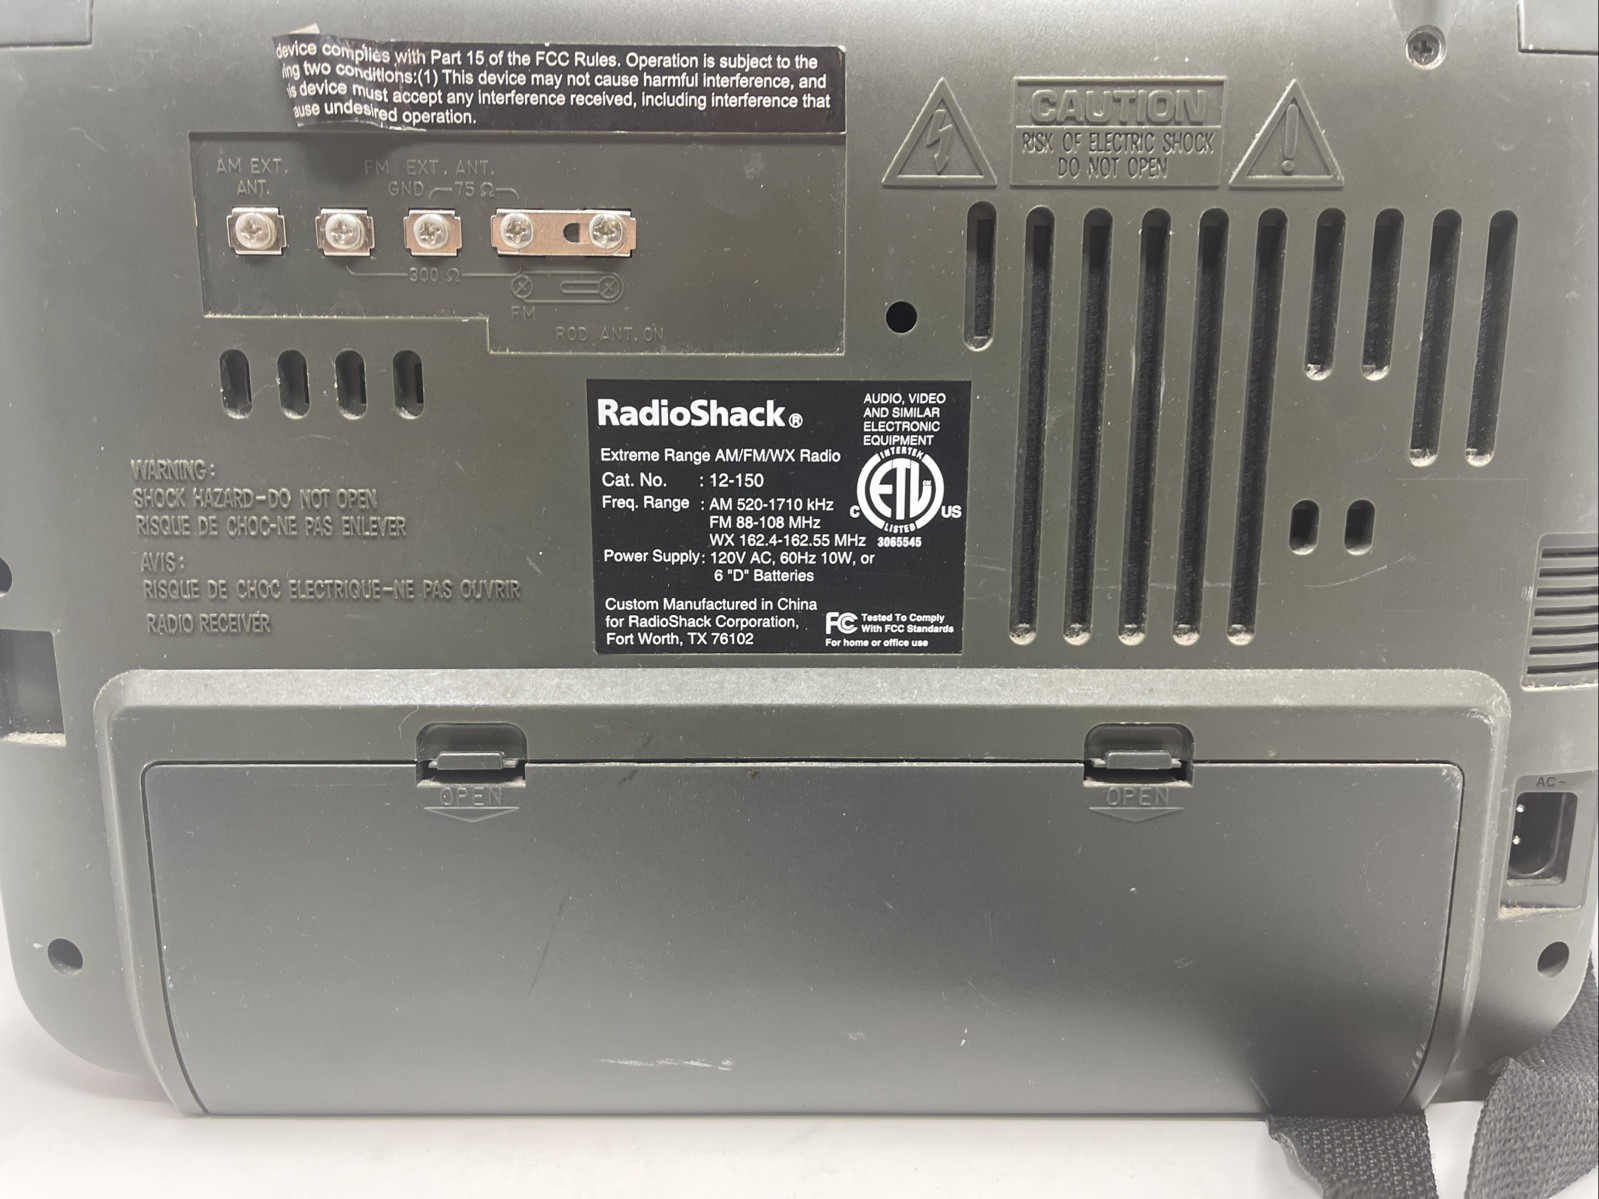 device complies with Part 15 of the FCC Rules. Operation is subject to the
ing two conditions:(1) This device may not cause harmful interference, and
is device must accept any interference received, including interference that
ause undesired operation.
AM EXT.
ANT.
FM EXT. ANT.
GND 75 Ω
300 Ω
FM
ROD ANT. ON
CAUTION
RISK OF ELECTRIC SHOCK
DO NOT OPEN
WARNING:
SHOCK HAZARD-DO NOT OPEN
RISQUE DE CHOC-NE PAS ENLEVER
AVIS:
RISQUE DE CHOC ELECTRIQUE-NE PAS OUVRIR
RADIO RECEIVER
RadioShack®
Extreme Range AM/FM/WX Radio
Cat. No. : 12-150
Freq. Range : AM 520-1710 kHz
FM 88-108 MHz
WX 162.4-162.55 MHz
Power Supply: 120V AC, 60Hz 10W, or
6 "D" Batteries
Custom Manufactured in China
for RadioShack Corporation,
Fort Worth, TX 76102
AUDIO, VIDEO
AND SIMILAR
ELECTRONIC
EQUIPMENT
INTERTEK
ETL
SM
C US
LISTED
3065545
FC Tested To Comply
With FCC Standards
For home or office use
OPEN
OPEN
AC~